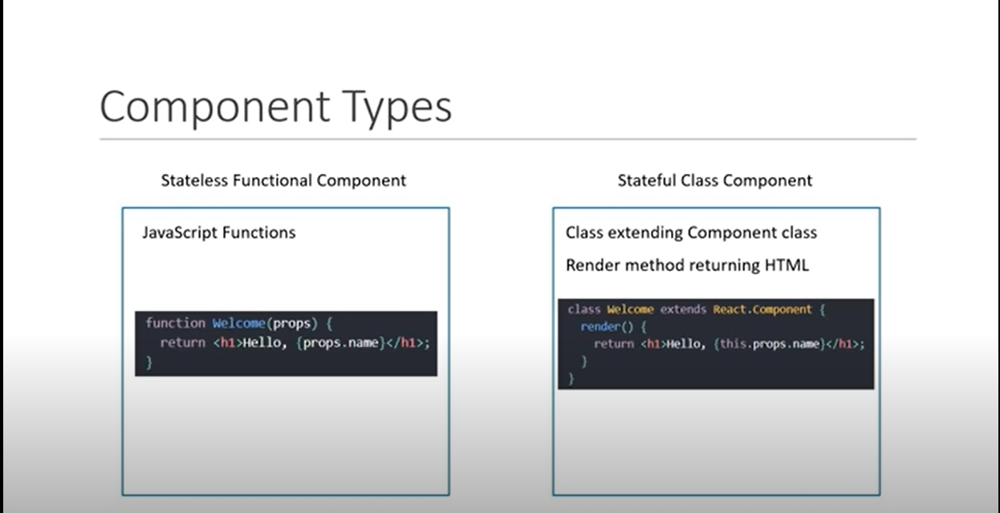 Component Types
Stateless Functional Component
JavaScript Functions
function Welcome(props) {
  return <h1>Hello, {props.name}</h1>;
}
Stateful Class Component
Class extending Component class
Render method returning HTML
class Welcome extends React.Component {
  render() {
    return <h1>Hello, {this.props.name}</h1>;
  }
}